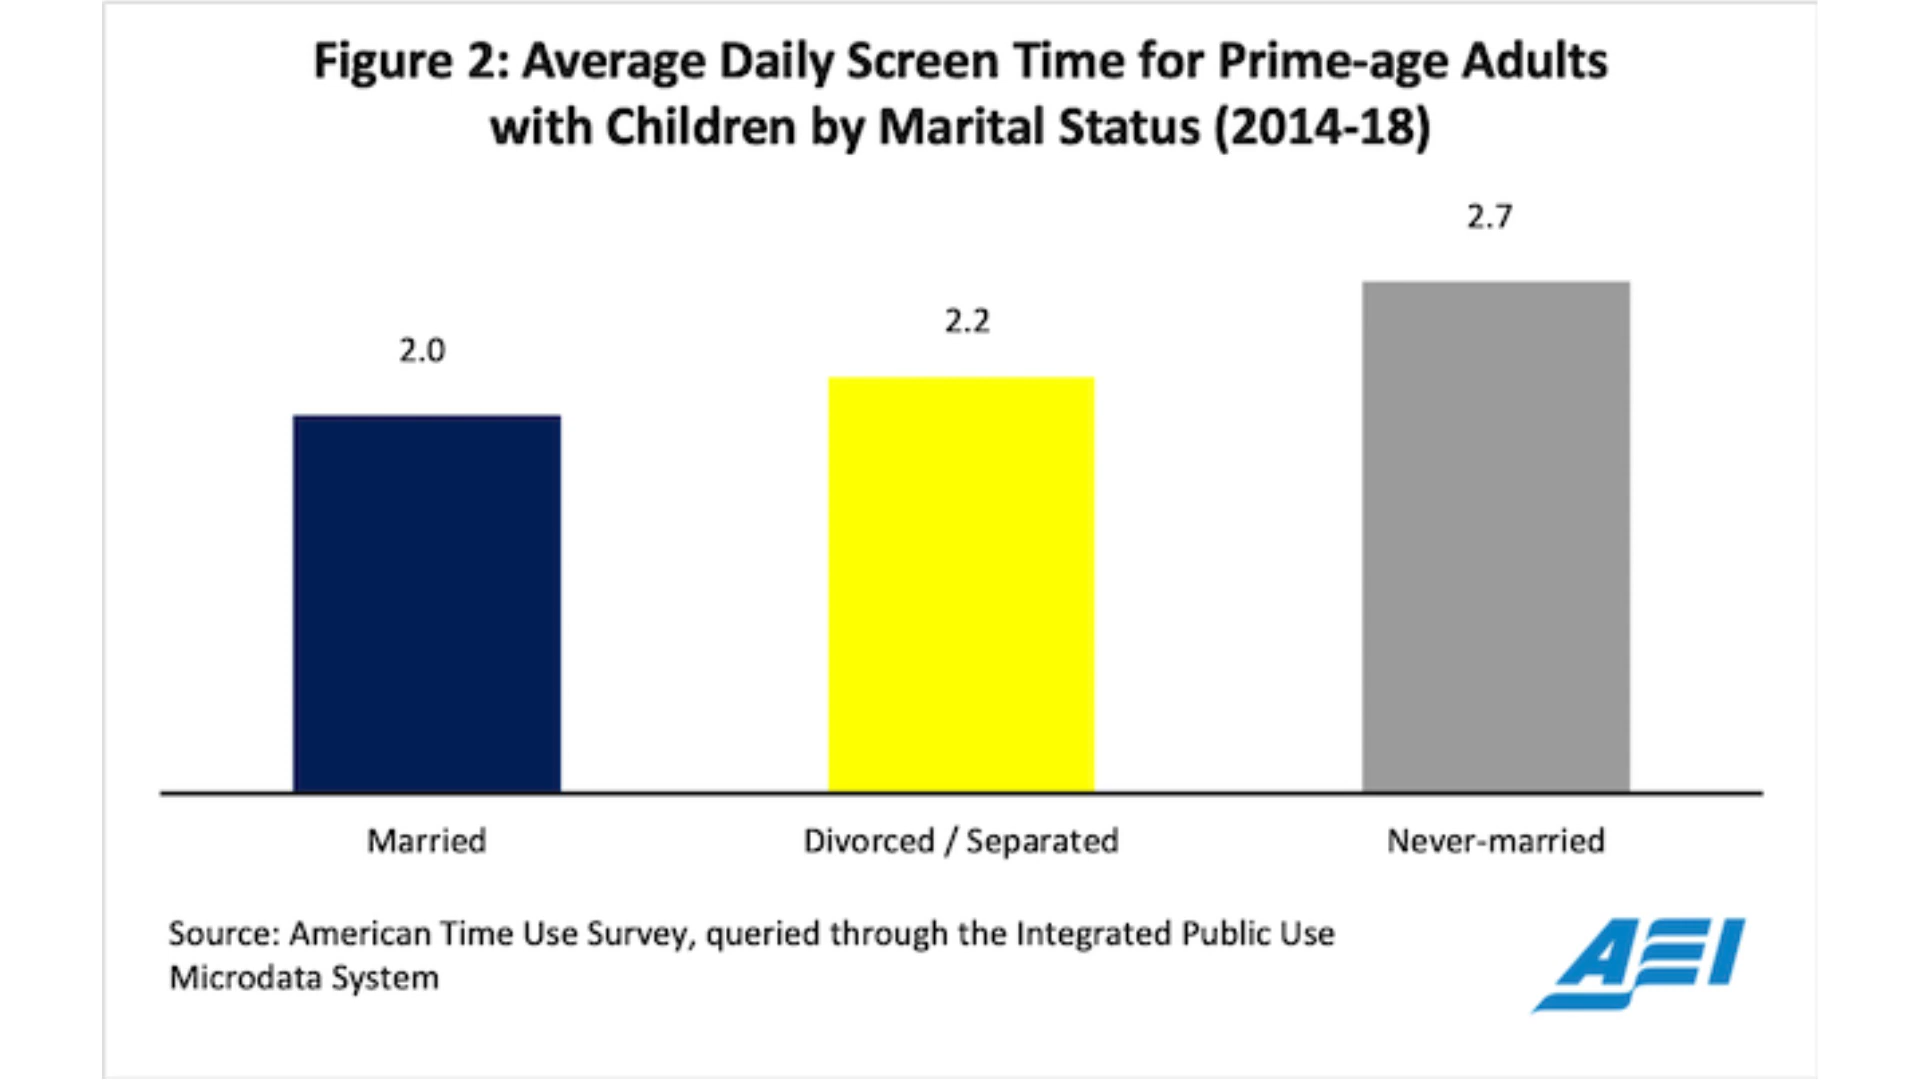 Figure 2: Average Daily Screen Time for Prime-age Adults
with Children by Marital Status (2014-18)
2.0
2.2
2.7
Married
Divorced / Separated
Never-married
Source: American Time Use Survey, queried through the Integrated Public Use
Microdata System
AEI